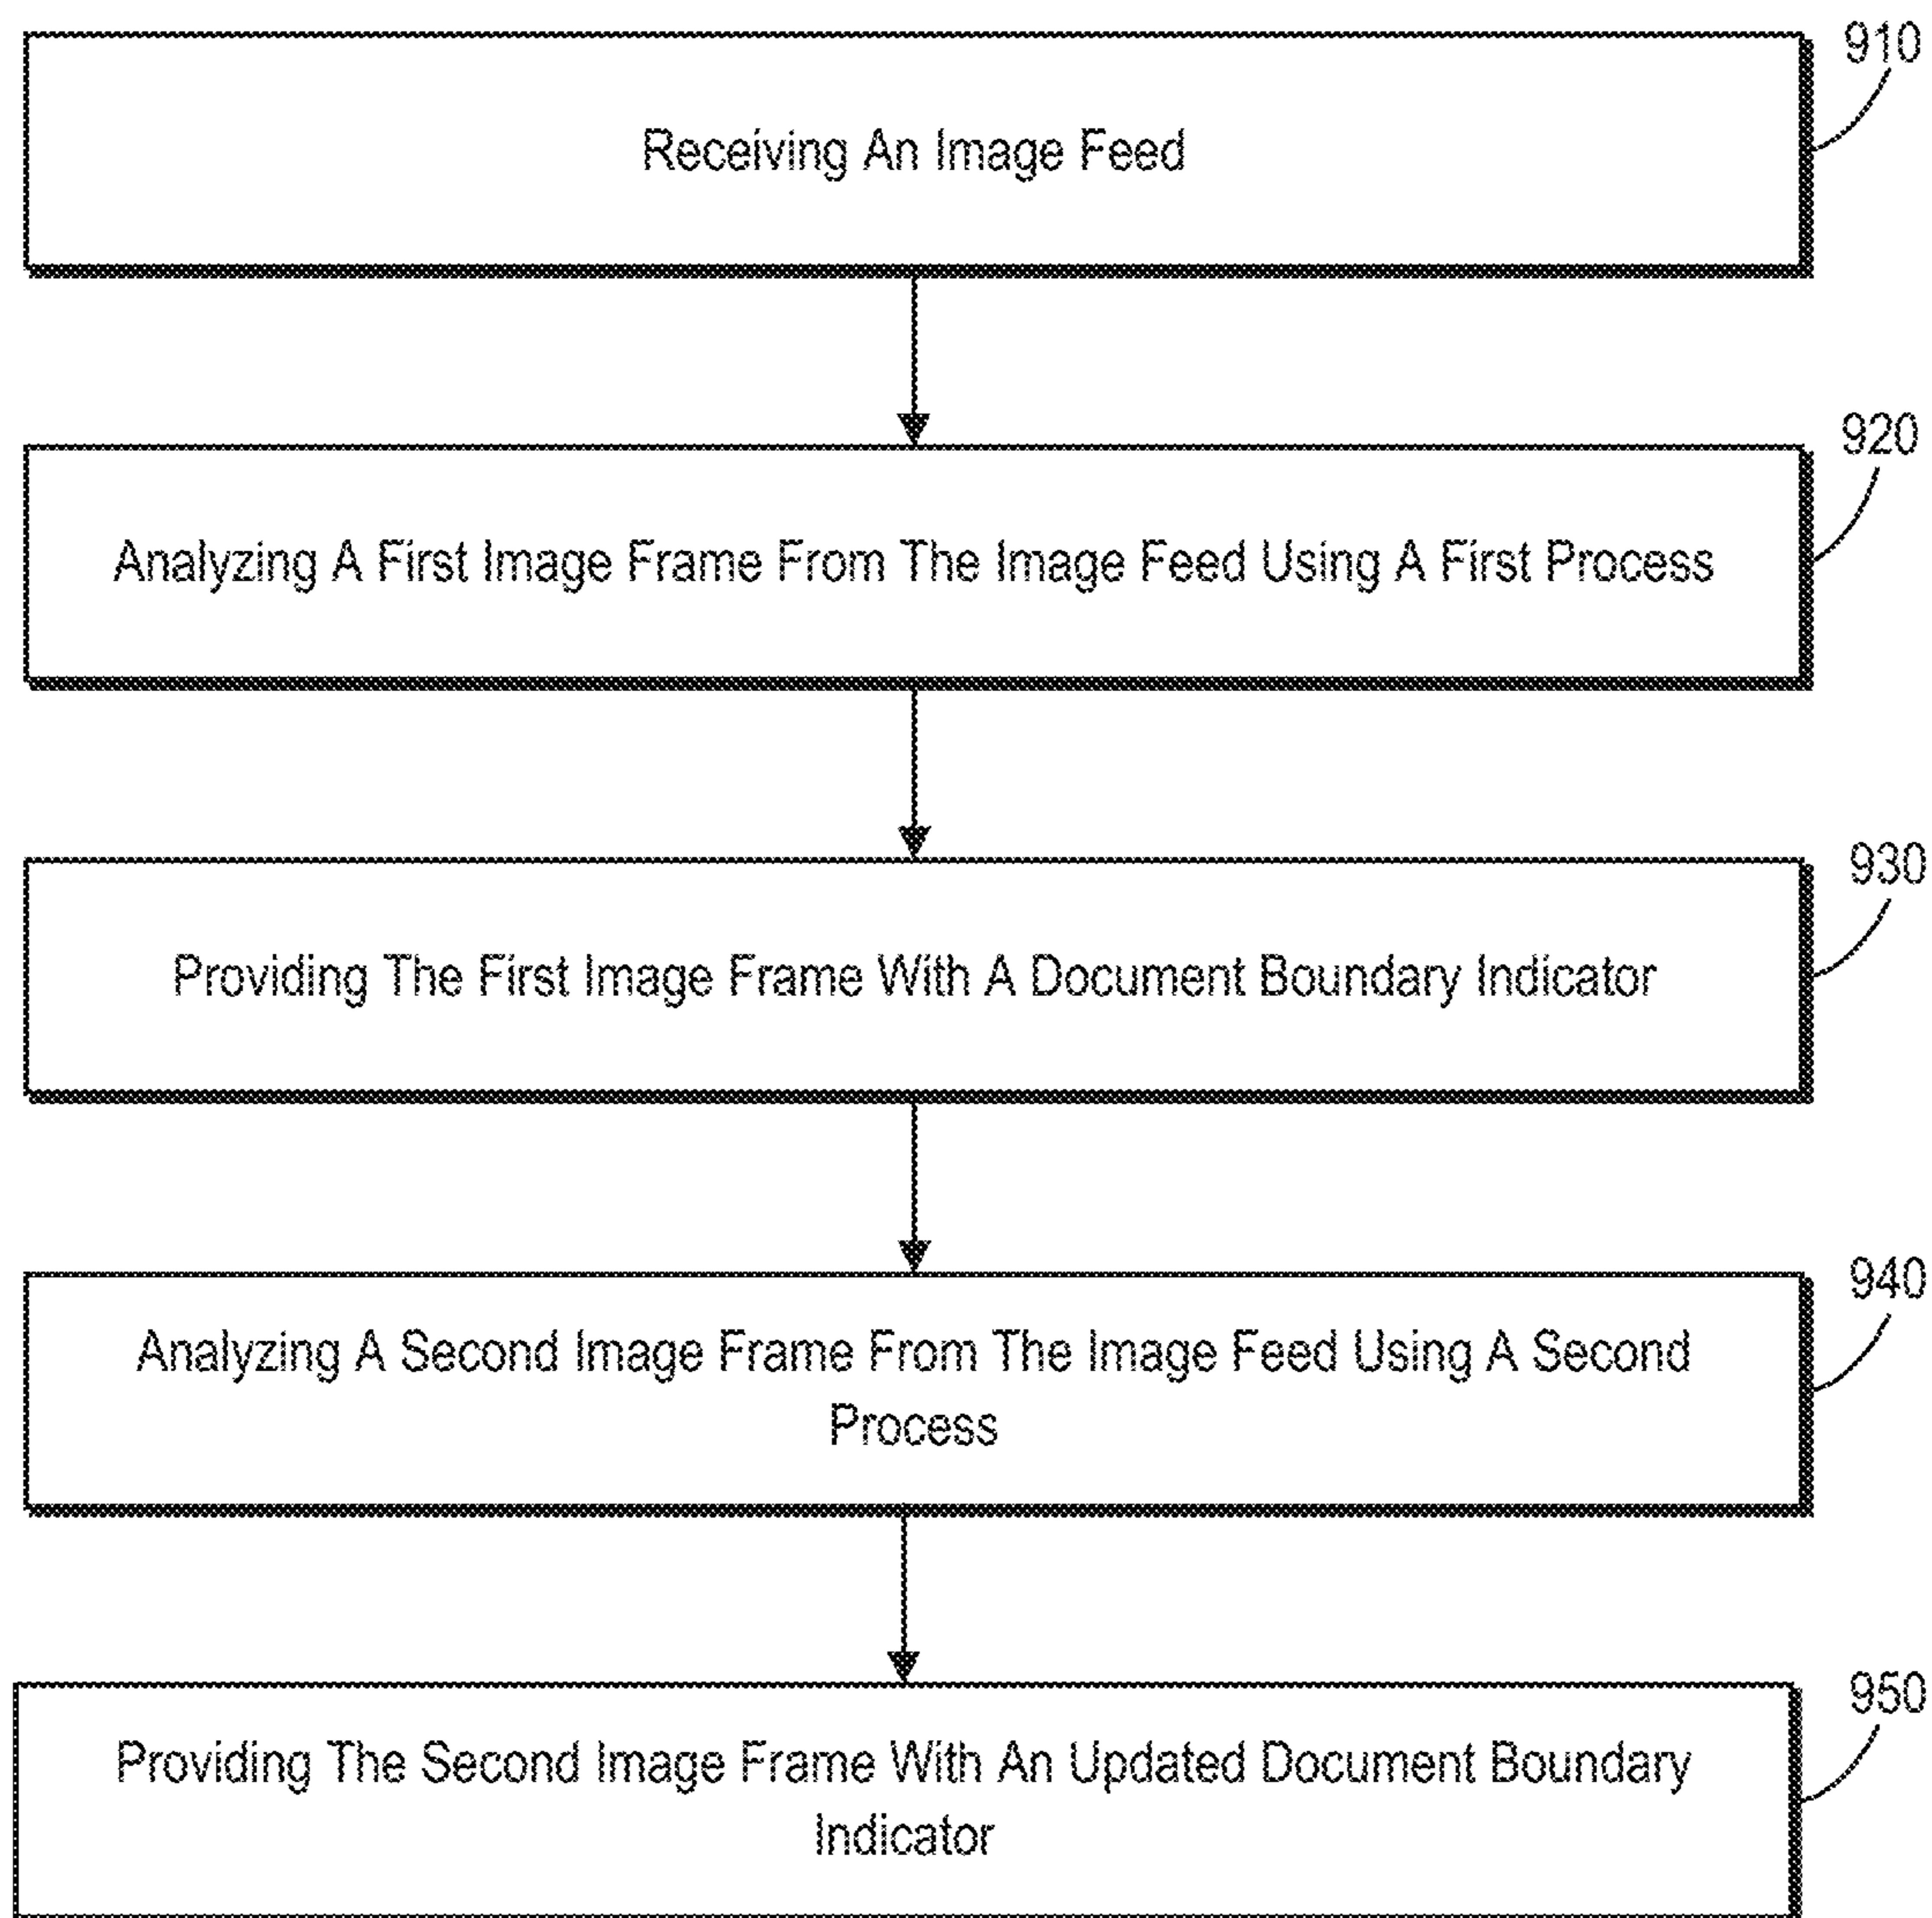 910
Receiving An Image Feed
920
Analyzing A First Image Frame From The Image Feed Using A First Process
930
Providing The First Image Frame With A Document Boundary Indicator
940
Analyzing A Second Image Frame From The Image Feed Using A Second
Process
950
Providing The Second Image Frame With An Updated Document Boundary
Indicator